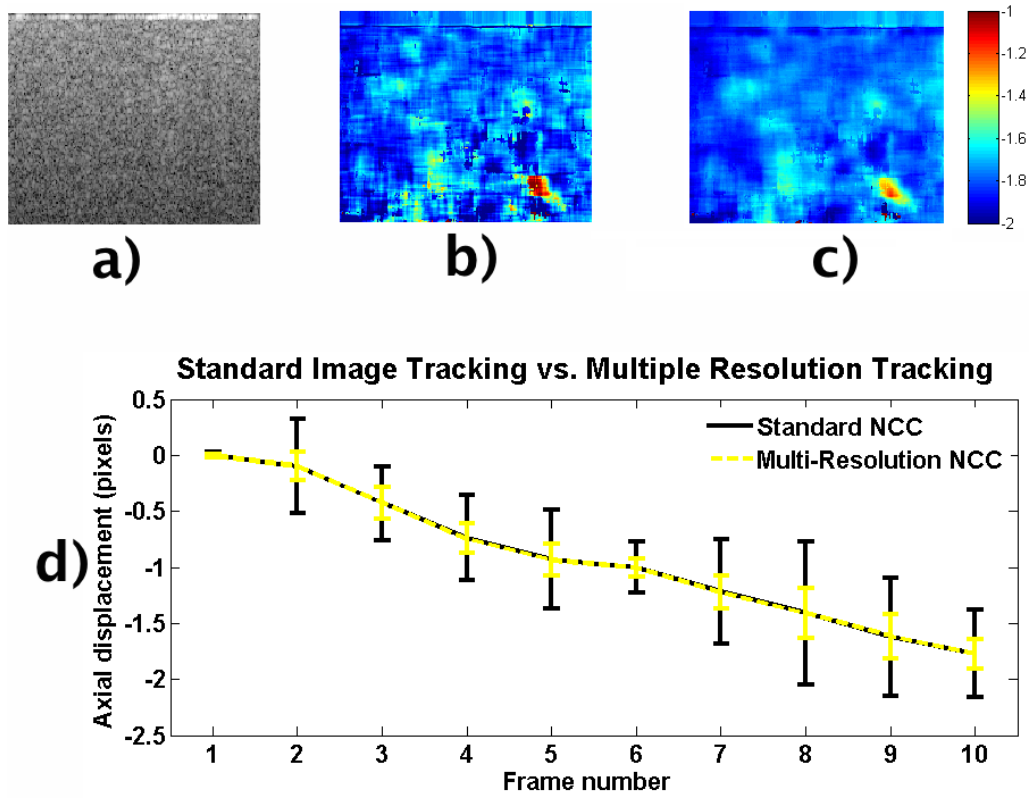 -1
-1.2
-1.4
-1.6
-1.8
-2
a)
b)
c)
Standard Image Tracking vs. Multiple Resolution Tracking
d)
Axial displacement (pixels)
0.5
0
-0.5
-1
-1.5
-2
-2.5
Standard NCC
Multi-Resolution NCC
1 2 3 4 5 6 7 8 9 10
Frame number